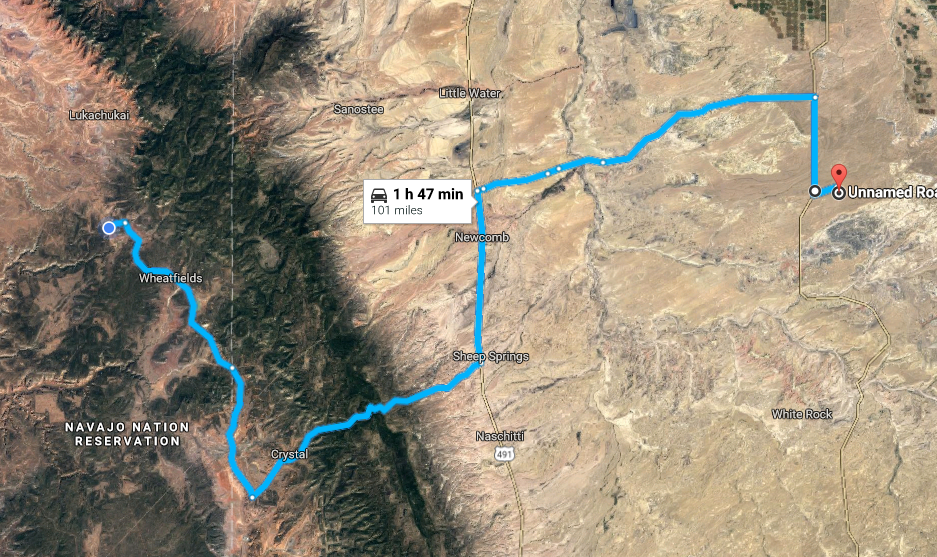 Little Water
Sanostee
Lukachukai
1 h 47 min
101 miles
Unnamed Roa
Newcomb
Wheatfields
Sheep Springs
White Rock
NAVAJO NATION
RESERVATION
Naschitti
Crystal
491